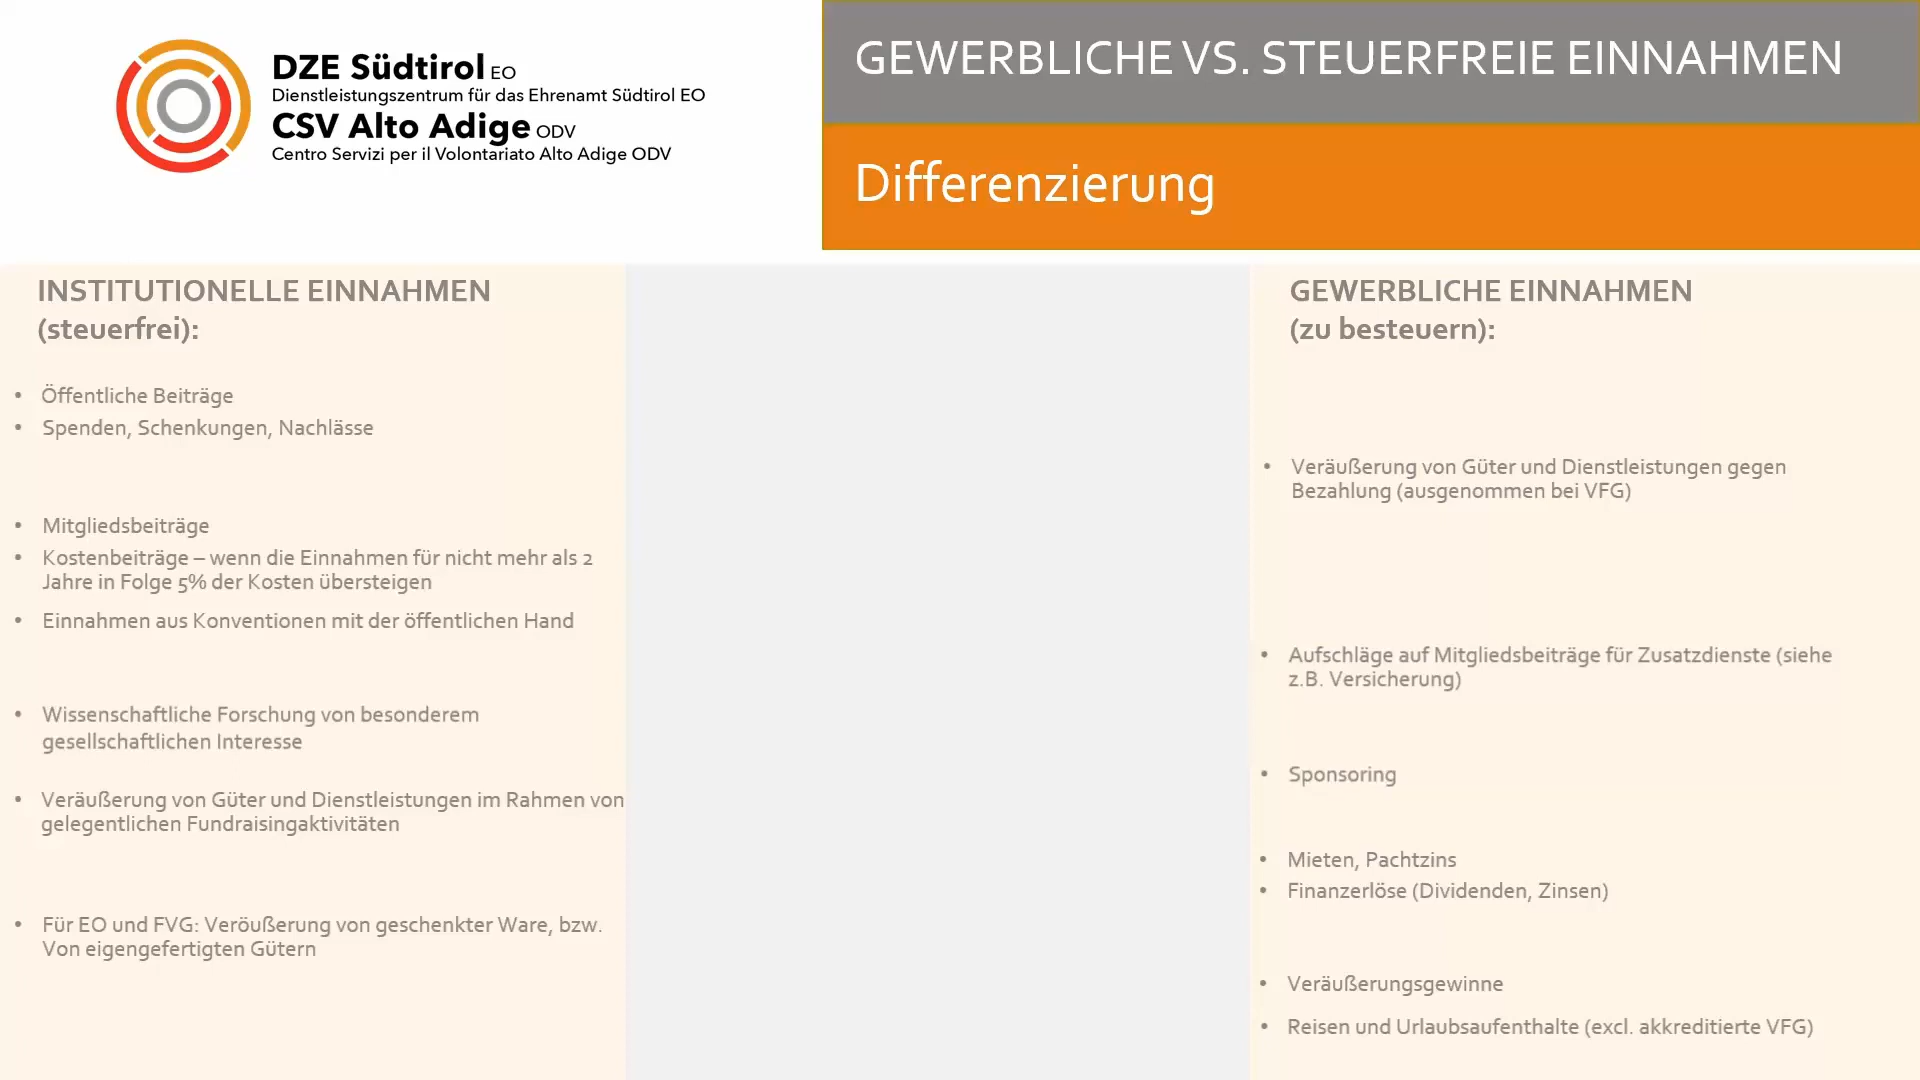 DZE Südtirol EO
Dienstleistungszentrum für das Ehrenamt Südtirol EO
CSV Alto Adige ODV
Centro Servizi per il Volontariato Alto Adige ODV
GEWERBLICHE VS. STEUERFREIE EINNAHMEN
Differenzierung
INSTITUTIONELLE EINNAHMEN
(steuerfrei):
• Öffentliche Beiträge
• Spenden, Schenkungen, Nachlässe
• Mitgliedsbeiträge
• Kostenbeiträge – wenn die Einnahmen für nicht mehr als 2
Jahre in Folge 5% der Kosten übersteigen
• Einnahmen aus Konventionen mit der öffentlichen Hand
• Wissenschaftliche Forschung von besonderem
gesellschaftlichen Interesse
• Veräußerung von Güter und Dienstleistungen im Rahmen von
gelegentlichen Fundraisingaktivitäten
• Für EO und FVG: Veröußerung von geschenkter Ware, bzw.
Von eigengefertigten Gütern
GEWERBLICHE EINNAHMEN
(zu besteuern):
• Veräußerung von Güter und Dienstleistungen gegen
Bezahlung (ausgenommen bei VFG)
• Aufschläge auf Mitgliedsbeiträge für Zusatzdienste (siehe
z.B. Versicherung)
• Sponsoring
• Mieten, Pachtzins
• Finanzerlöse (Dividenden, Zinsen)
• Veräußerungsgewinne
• Reisen und Urlaubsaufenthalte (excl. akkreditierte VFG)